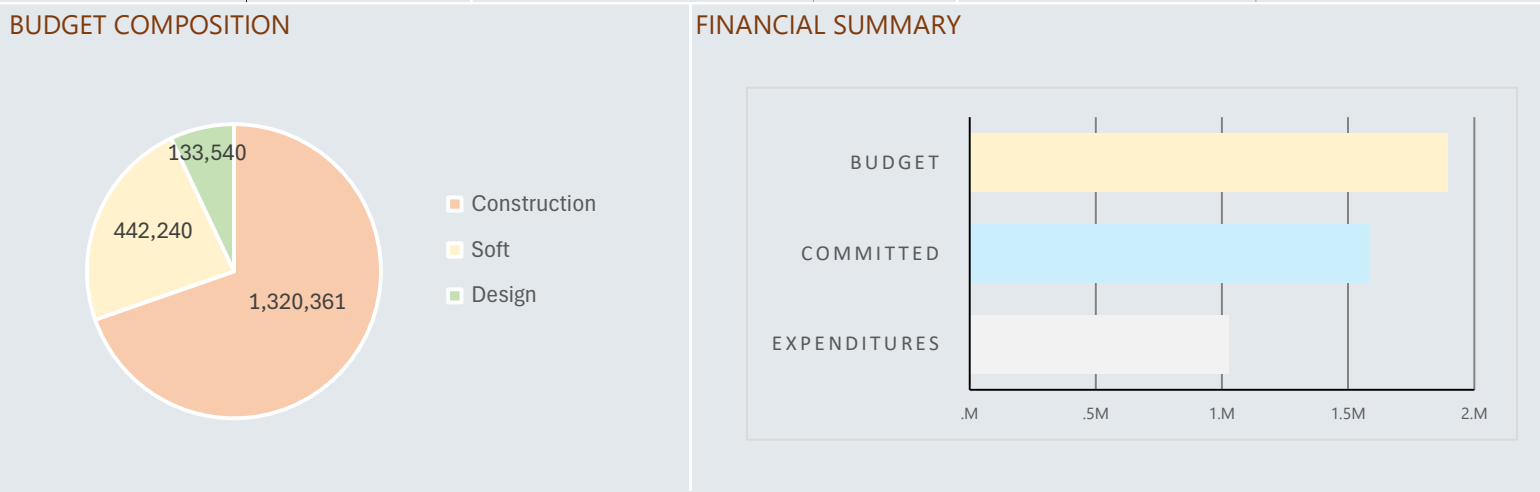 BUDGET COMPOSITION
133,540
442,240
1,320,361
Construction
Soft
Design
FINANCIAL SUMMARY
BUDGET
COMMITTED
EXPENDITURES
.M .5M 1.M 1.5M 2.M